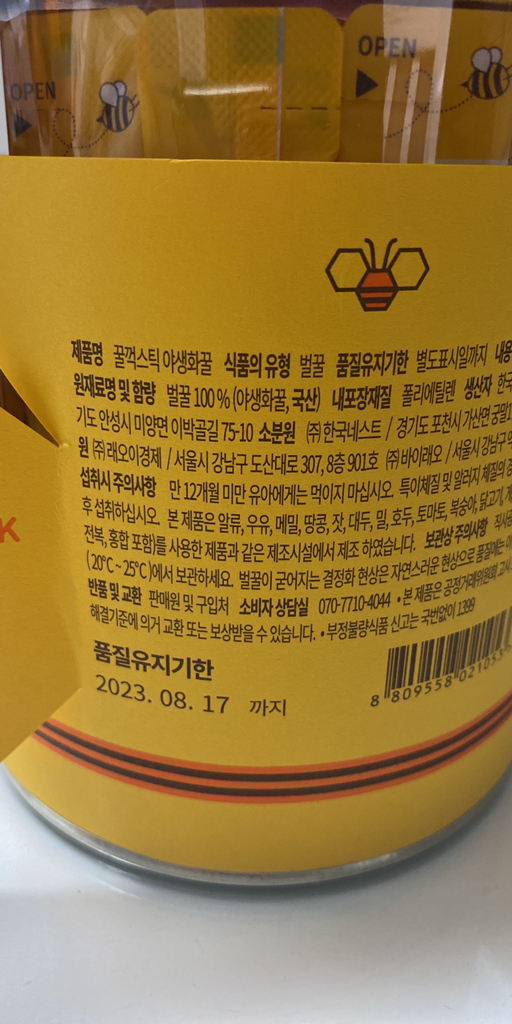 OPEN
OPEN
제품명 꿀꺽스틱 야생화꿀 식품의 유형 벌꿀 품질유지기한 별도표시일까지 내용
원재료명 및 함량 벌꿀 100 % (야생화꿀, 국산) 내포장재질 폴리에틸렌 생산자 한국
기도 안성시 미양면 이박골길 75-10 소분원 ㈜한국네스트 / 경기도 포천시 가산면 궁말1
원 ㈜래오이경제 / 서울시 강남구 도산대로 307, 8층 901호 ㈜바이래오 / 서울시 강남구
섭취시 주의사항 만 12개월 미만 유아에게는 먹이지 마십시오. 특이체질 및 알러지 체질의 경
후 섭취하십시오. 본 제품은 알류, 우유, 메밀, 땅콩, 잣, 대두, 밀, 호두, 토마토, 복숭아, 닭고기,
전복, 홍합 포함)를 사용한 제품과 같은 제조시설에서 제조 하였습니다. 보관상 주의사항 직사
(20℃~25℃)에서 보관하세요. 벌꿀이 굳어지는 결정화 현상은 자연스러운 현상으로 품질에는
반품 및 교환 판매원 및 구입처 소비자 상담실 070-7710-4044 • 본 제품은 공정거래위원회 고시
해결기준에 의거 교환 또는 보상받을 수 있습니다. • 부정불량식품 신고는 국번없이 1399
K
품질유지기한
2023. 08. 17 까지
8 809558 02105